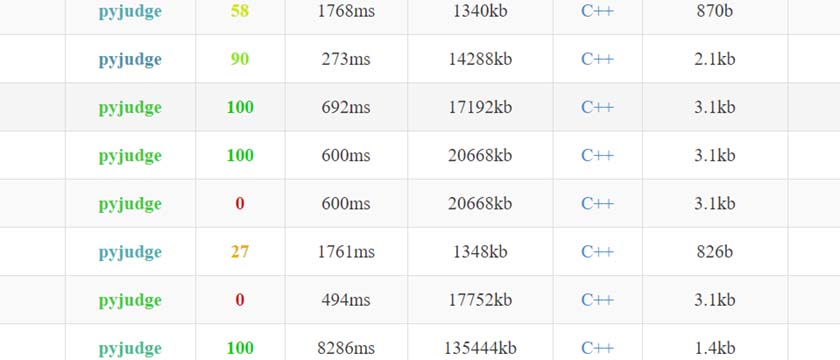 pyjudge 58 1768ms 1340kb C++ 870b
pyjudge 90 273ms 14288kb C++ 2.1kb
pyjudge 100 692ms 17192kb C++ 3.1kb
pyjudge 100 600ms 20668kb C++ 3.1kb
pyjudge 0 600ms 20668kb C++ 3.1kb
pyjudge 27 1761ms 1348kb C++ 826b
pyjudge 0 494ms 17752kb C++ 3.1kb
pyjudge 100 8286ms 135444kb C++ 1.4kb